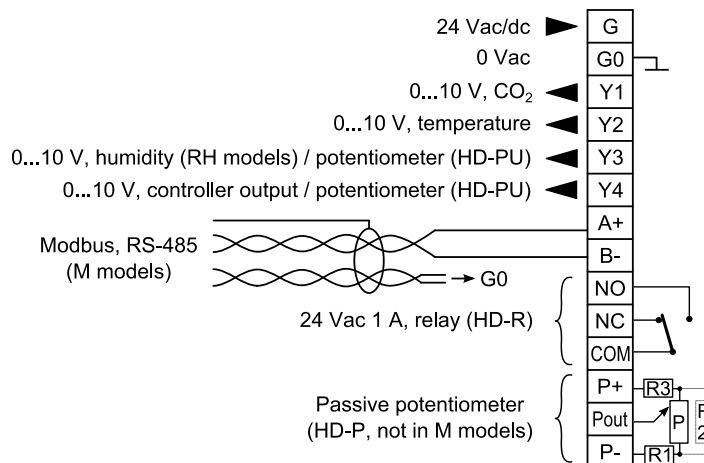 24 Vac/dc G
0 Vac G0
0...10 V, CO2 Y1
0...10 V, temperature Y2
0...10 V, humidity (RH models) / potentiometer (HD-PU) Y3
0...10 V, controller output / potentiometer (HD-PU) Y4
A+
Modbus, RS-485
(M models)
B-
G0
NO
24 Vac 1 A, relay (HD-R) NC
COM
P+ R3
Passive potentiometer
(HD-P, not in M models)
Pout P
P- R1